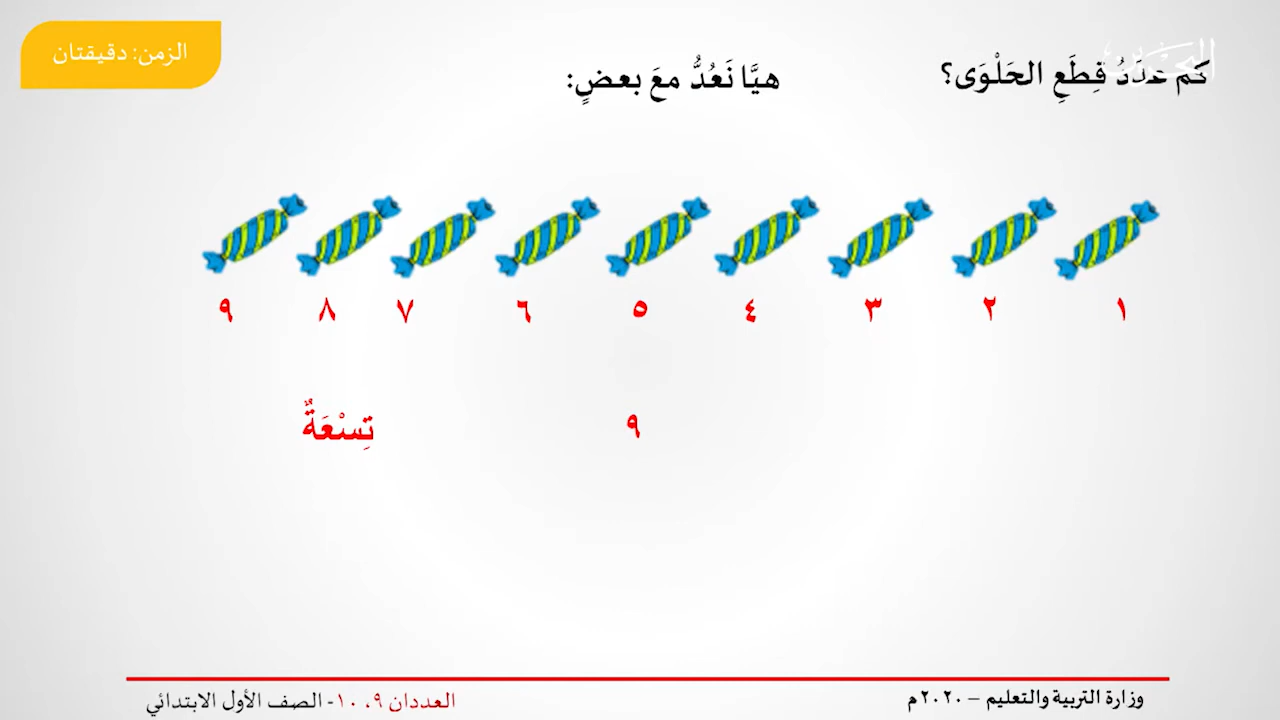 الزمن: دقيقتان
كم عَدَدُ قِطَعِ الحَلْوَى؟
هيَّا نَعُدُّ معَ بعضٍ:
١ ٢ ٣ ٤ ٥ ٦ ٧ ٨ ٩
٩ تِسْعَةٌ
وزارة التربية والتعليم – ٢٠٢٠م
العددان ٩، ١٠- الصف الأول الابتدائي
البحرين